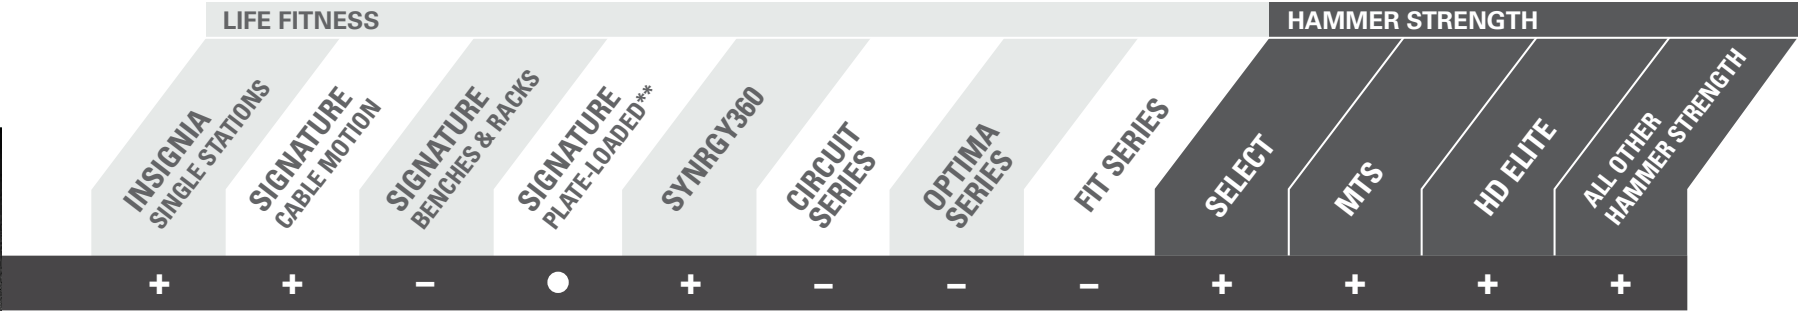 LIFE FITNESS
HAMMER STRENGTH
INSIGNIA
SINGLE STATIONS
SIGNATURE
CABLE MOTION
SIGNATURE
BENCHES & RACKS
SIGNATURE
PLATE-LOADED**
SYNRGY360
CIRCUIT
SERIES
OPTIMA
SERIES
FIT SERIES
SELECT
MTS
HD ELITE
ALL OTHER
HAMMER STRENGTH
+ + – ● + – – – + + + +